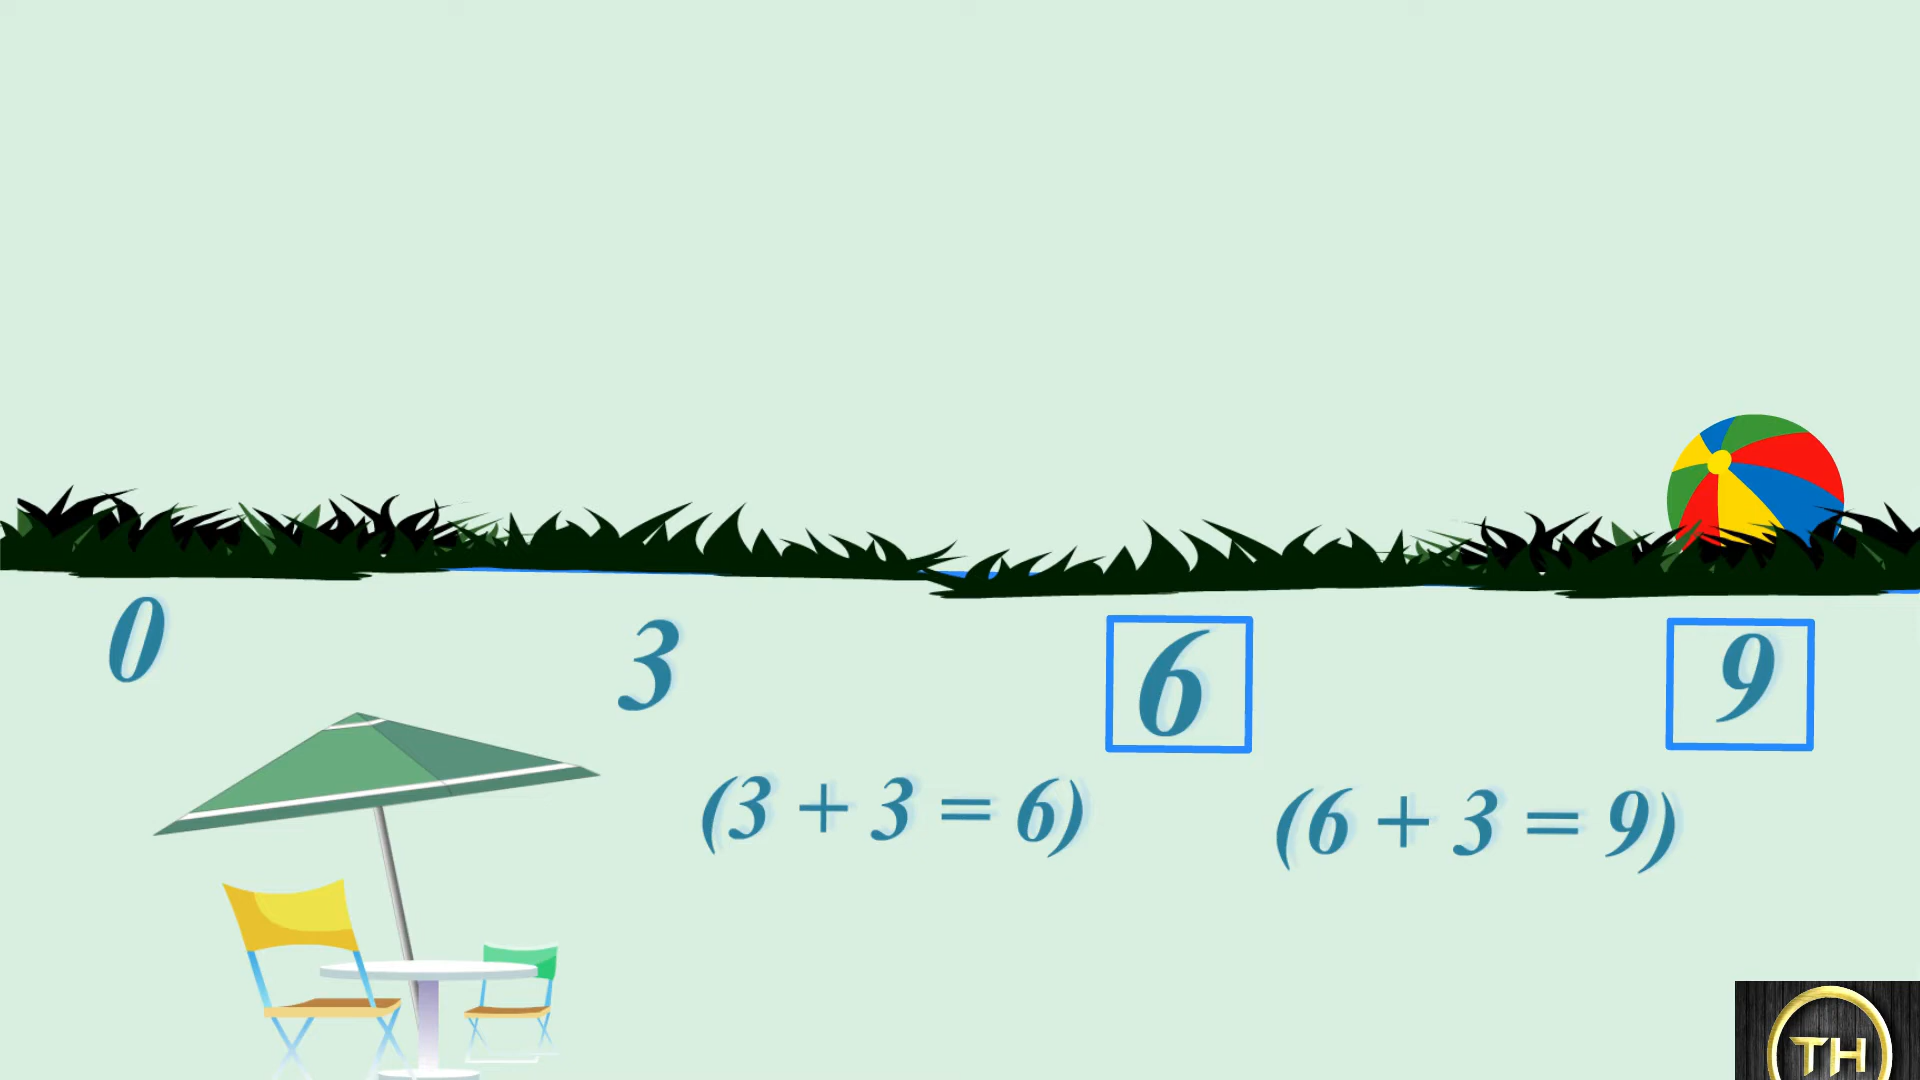 0 3 6 9
(3 + 3 = 6) (6 + 3 = 9)
TH